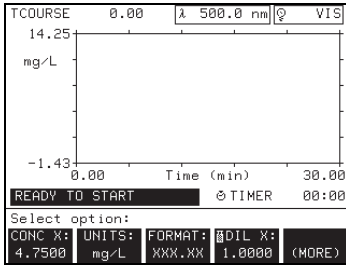 TCOURSE 0.00 λ 500.0 nm VIS
14.25
mg/L
-1.43
0.00 Time (min) 30.00
READY TO START TIMER 00:00
Select option:
CONC X: UNITS: FORMAT: DIL X:
4.7500 mg/L XXX.XX 1.0000 (MORE)